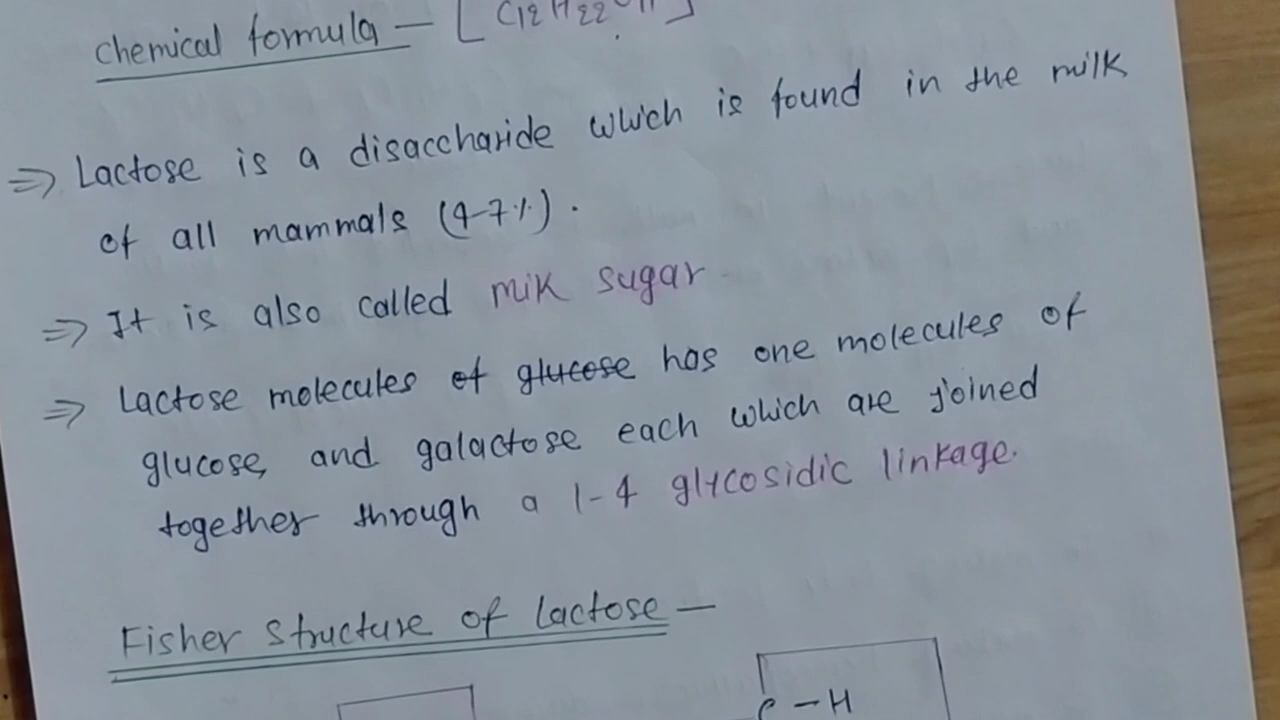 chemical formula — [C12H22O11]
⇒ Lactose is a disaccharide which is found in the milk
of all mammals (4-7%).
⇒ It is also called milk sugar
⇒ Lactose molecules of glucose has one molecules of
glucose, and galactose each which are joined
together through a 1-4 glycosidic linkage.
Fisher structure of lactose —
C — H